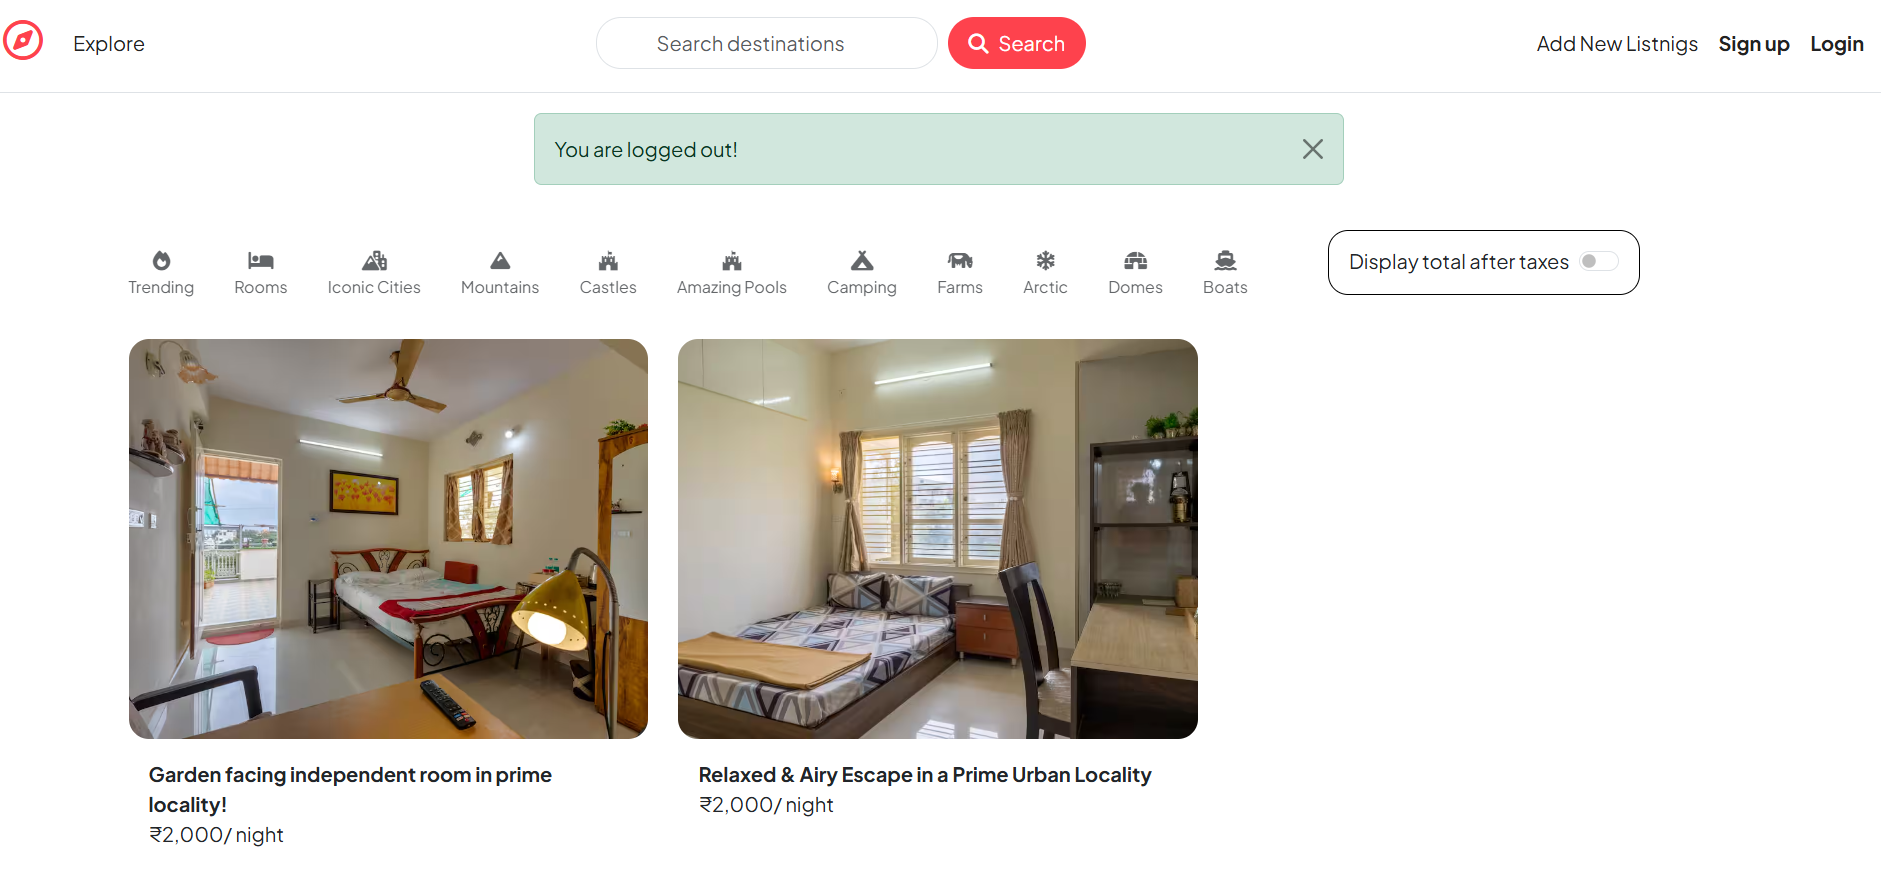 Explore
Search destinations
Search
Add New Listnigs
Sign up
Login
You are logged out!
Trending
Rooms
Iconic Cities
Mountains
Castles
Amazing Pools
Camping
Farms
Arctic
Domes
Boats
Display total after taxes
Garden facing independent room in prime
locality!
₹2,000/ night
Relaxed & Airy Escape in a Prime Urban Locality
₹2,000/ night